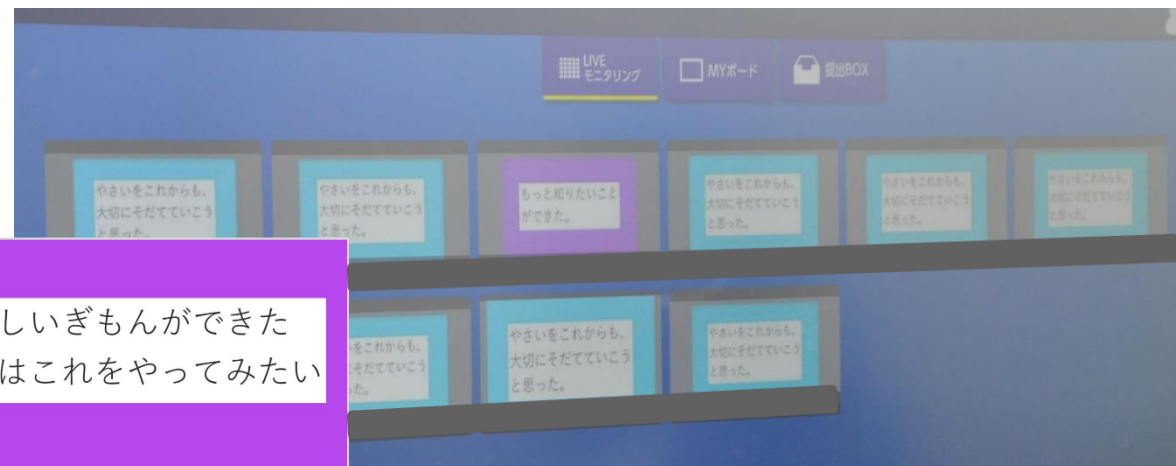 LIVE
モニタリング
MYボード
提出BOX
やさいをこれからも、
大切にそだてていこう
と思った。
やさいをこれからも、
大切にそだてていこう
と思った。
もっと知りたいこと
ができた。
やさいをこれからも、
大切にそだてていこう
と思った。
やさいをこれからも、
大切にそだてていこう
と思った。
やさいをこれからも、
大切にそだてていこう
と思った。
しいぎもんができた
はこれをやってみたい
をこれからも、
そだてていこう
った。
やさいをこれからも、
大切にそだてていこう
と思った。
やさいをこれからも、
大切にそだてていこう
と思った。